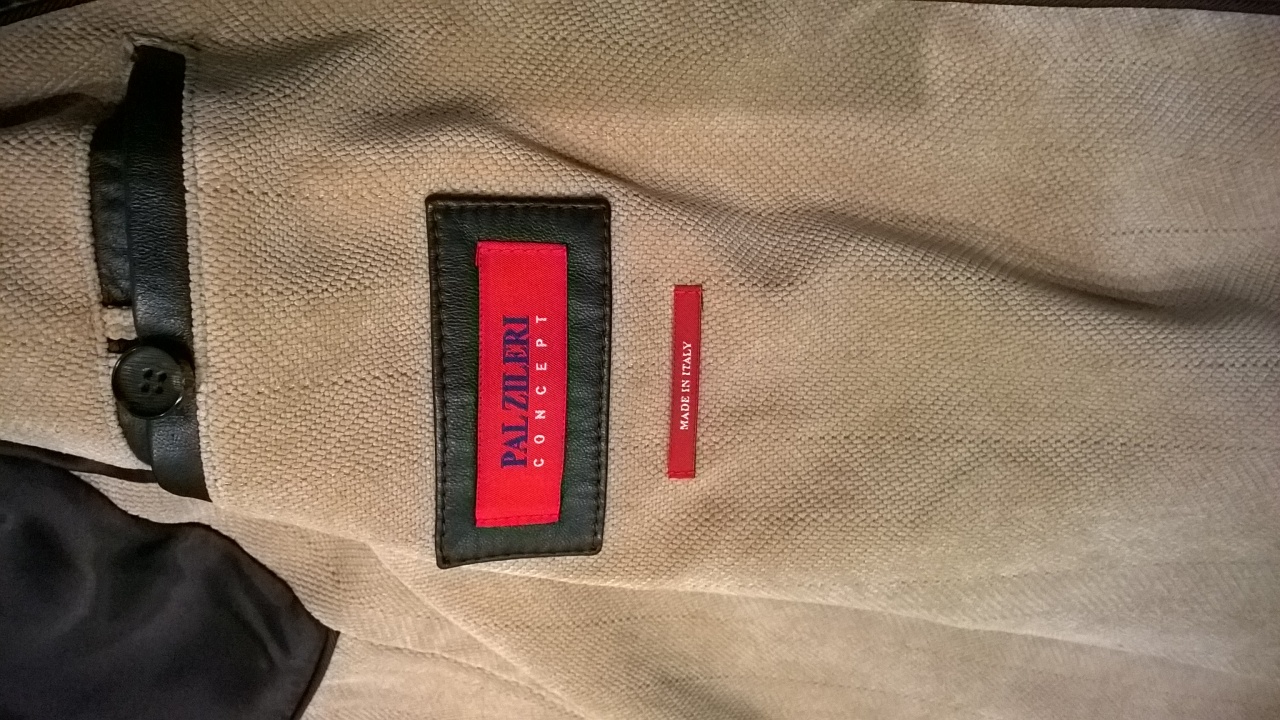 PAL ZILERI
CONCEPT
MADE IN ITALY